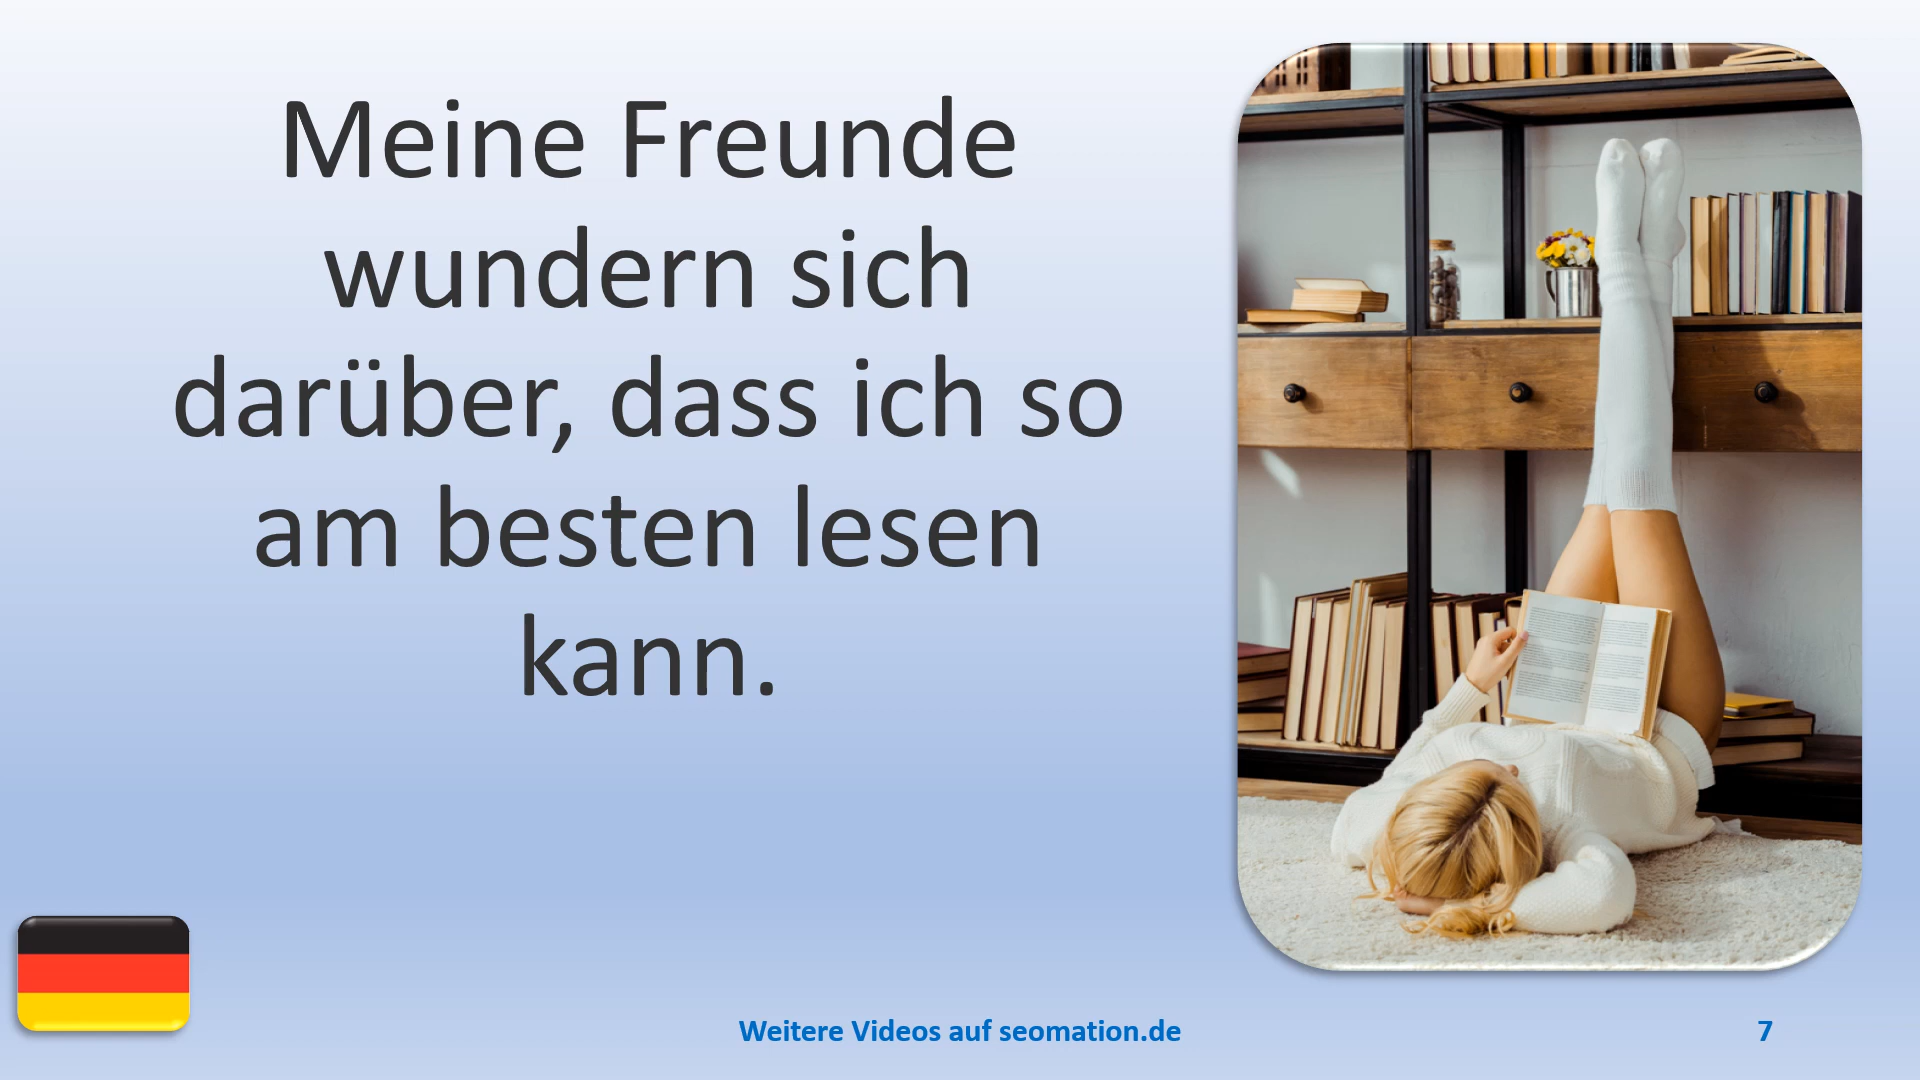 Meine Freunde
wundern sich
darüber, dass ich so
am besten lesen
kann.
Weitere Videos auf seomation.de
7